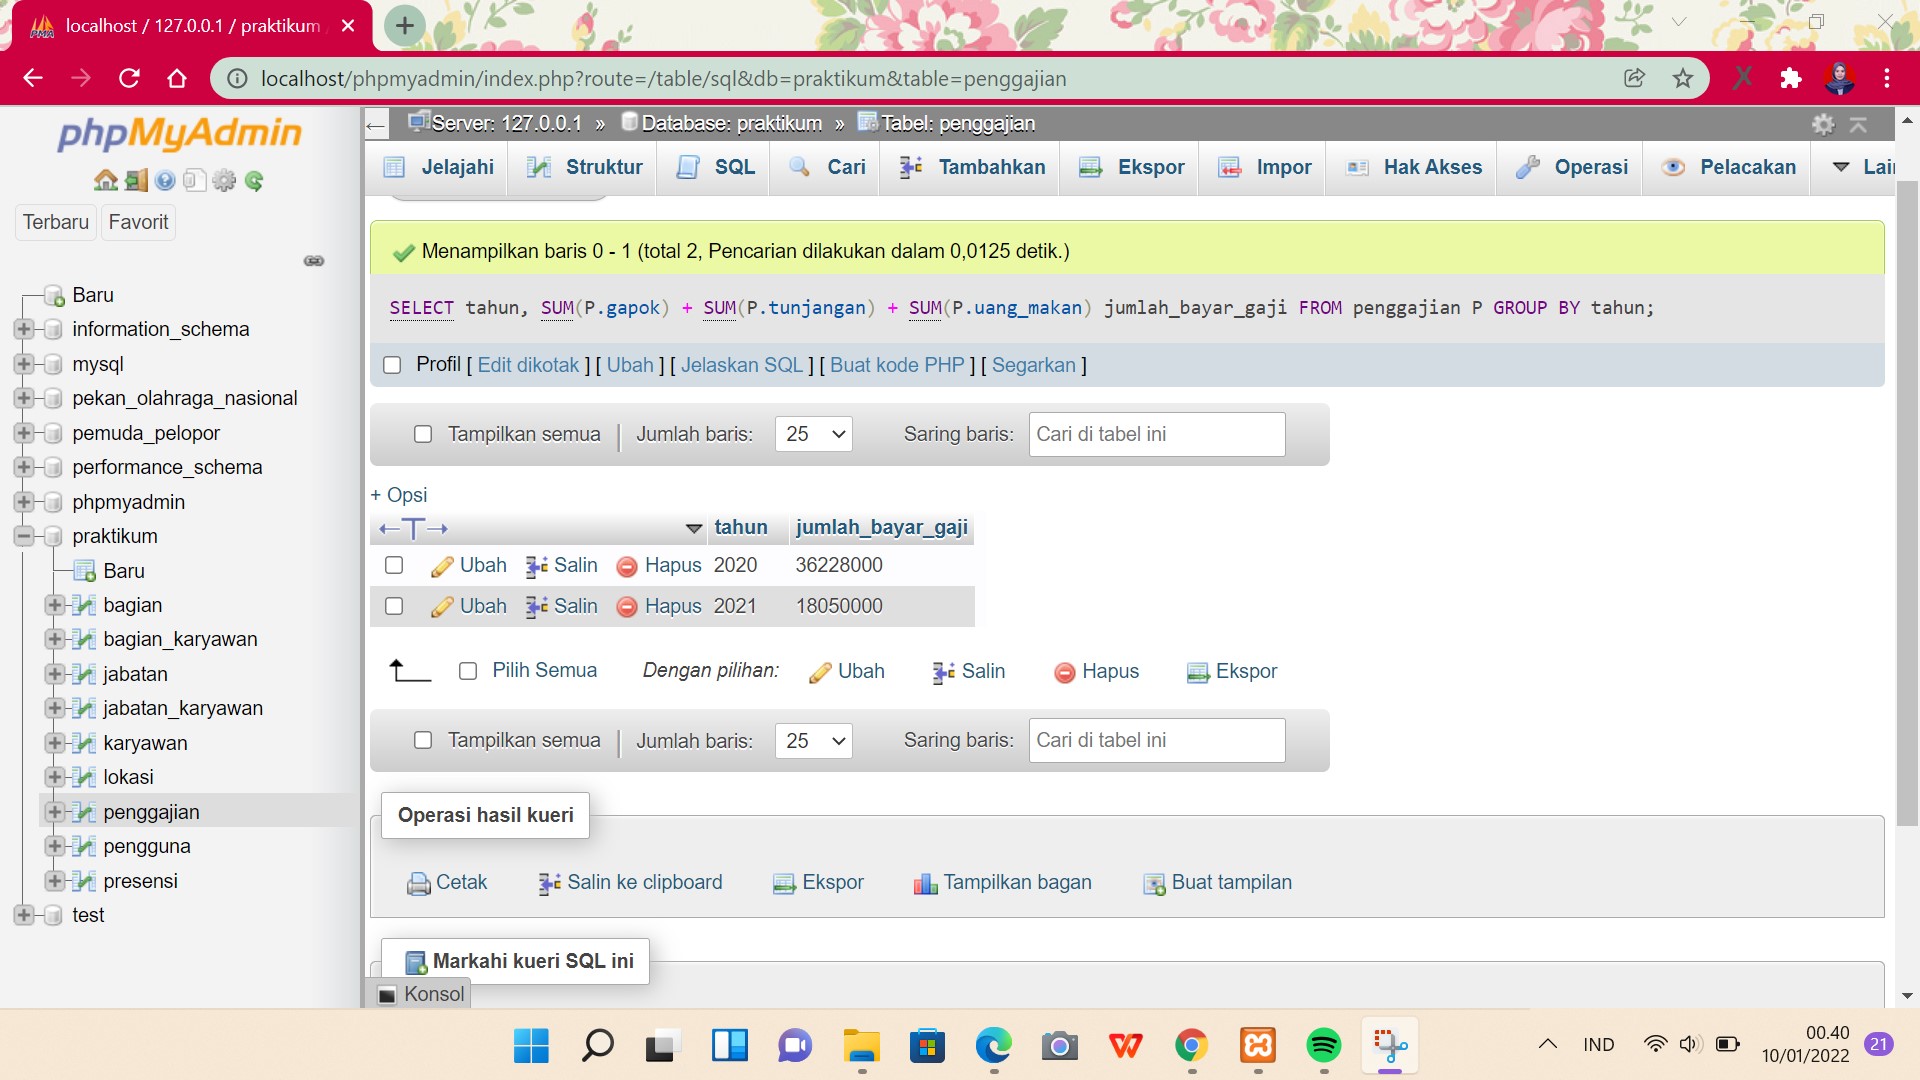 localhost / 127.0.0.1 / praktikum
localhost/phpmyadmin/index.php?route=/table/sql&db=praktikum&table=penggajian
phpMyAdmin
Terbaru Favorit
Baru
information_schema
mysql
pekan_olahraga_nasional
pemuda_pelopor
performance_schema
phpmyadmin
praktikum
Baru
bagian
bagian_karyawan
jabatan
jabatan_karyawan
karyawan
lokasi
penggajian
pengguna
presensi
test
Server: 127.0.0.1 » Database: praktikum » Tabel: penggajian
Jelajahi Struktur SQL Cari Tambahkan Ekspor Impor Hak Akses Operasi Pelacakan Lai
Menampilkan baris 0 - 1 (total 2, Pencarian dilakukan dalam 0,0125 detik.)
SELECT tahun, SUM(P.gapok) + SUM(P.tunjangan) + SUM(P.uang_makan) jumlah_bayar_gaji FROM penggajian P GROUP BY tahun;
Profil [ Edit dikotak ] [ Ubah ] [ Jelaskan SQL ] [ Buat kode PHP ] [ Segarkan ]
Tampilkan semua | Jumlah baris: 25 Saring baris: Cari di tabel ini
+ Opsi
←T→ tahun jumlah_bayar_gaji
Ubah Salin Hapus 2020 36228000
Ubah Salin Hapus 2021 18050000
Pilih Semua Dengan pilihan: Ubah Salin Hapus Ekspor
Tampilkan semua | Jumlah baris: 25 Saring baris: Cari di tabel ini
Operasi hasil kueri
Cetak Salin ke clipboard Ekspor Tampilkan bagan Buat tampilan
Markahi kueri SQL ini
Konsol
IND
00.40
10/01/2022
21